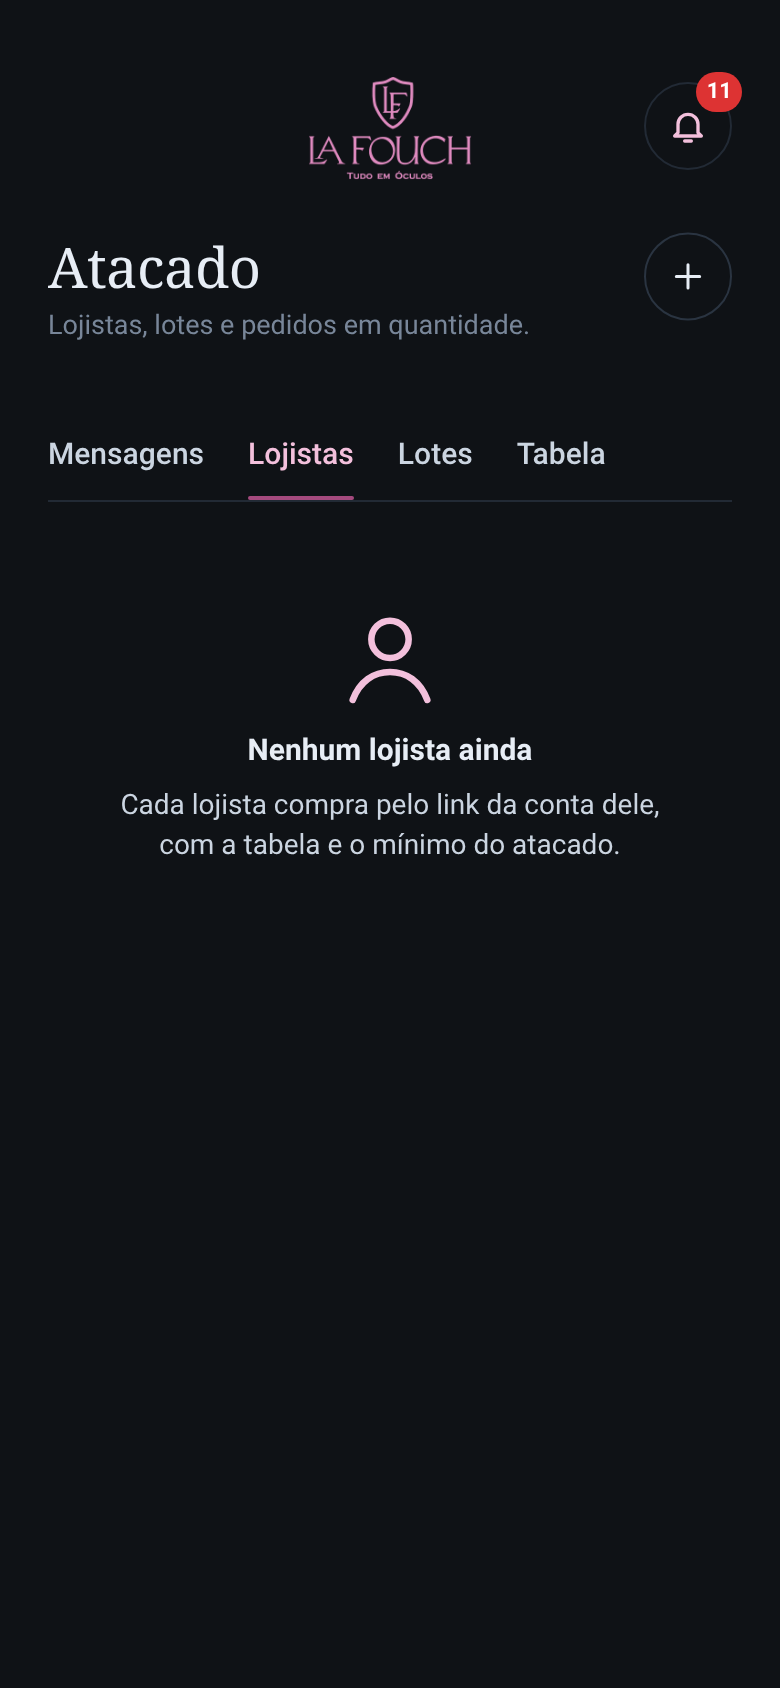 LF
LA FOUCH
TUDO EM ÓCULOS
11
Atacado
Lojistas, lotes e pedidos em quantidade.
Mensagens Lojistas Lotes Tabela
Nenhum lojista ainda
Cada lojista compra pelo link da conta dele,
com a tabela e o mínimo do atacado.